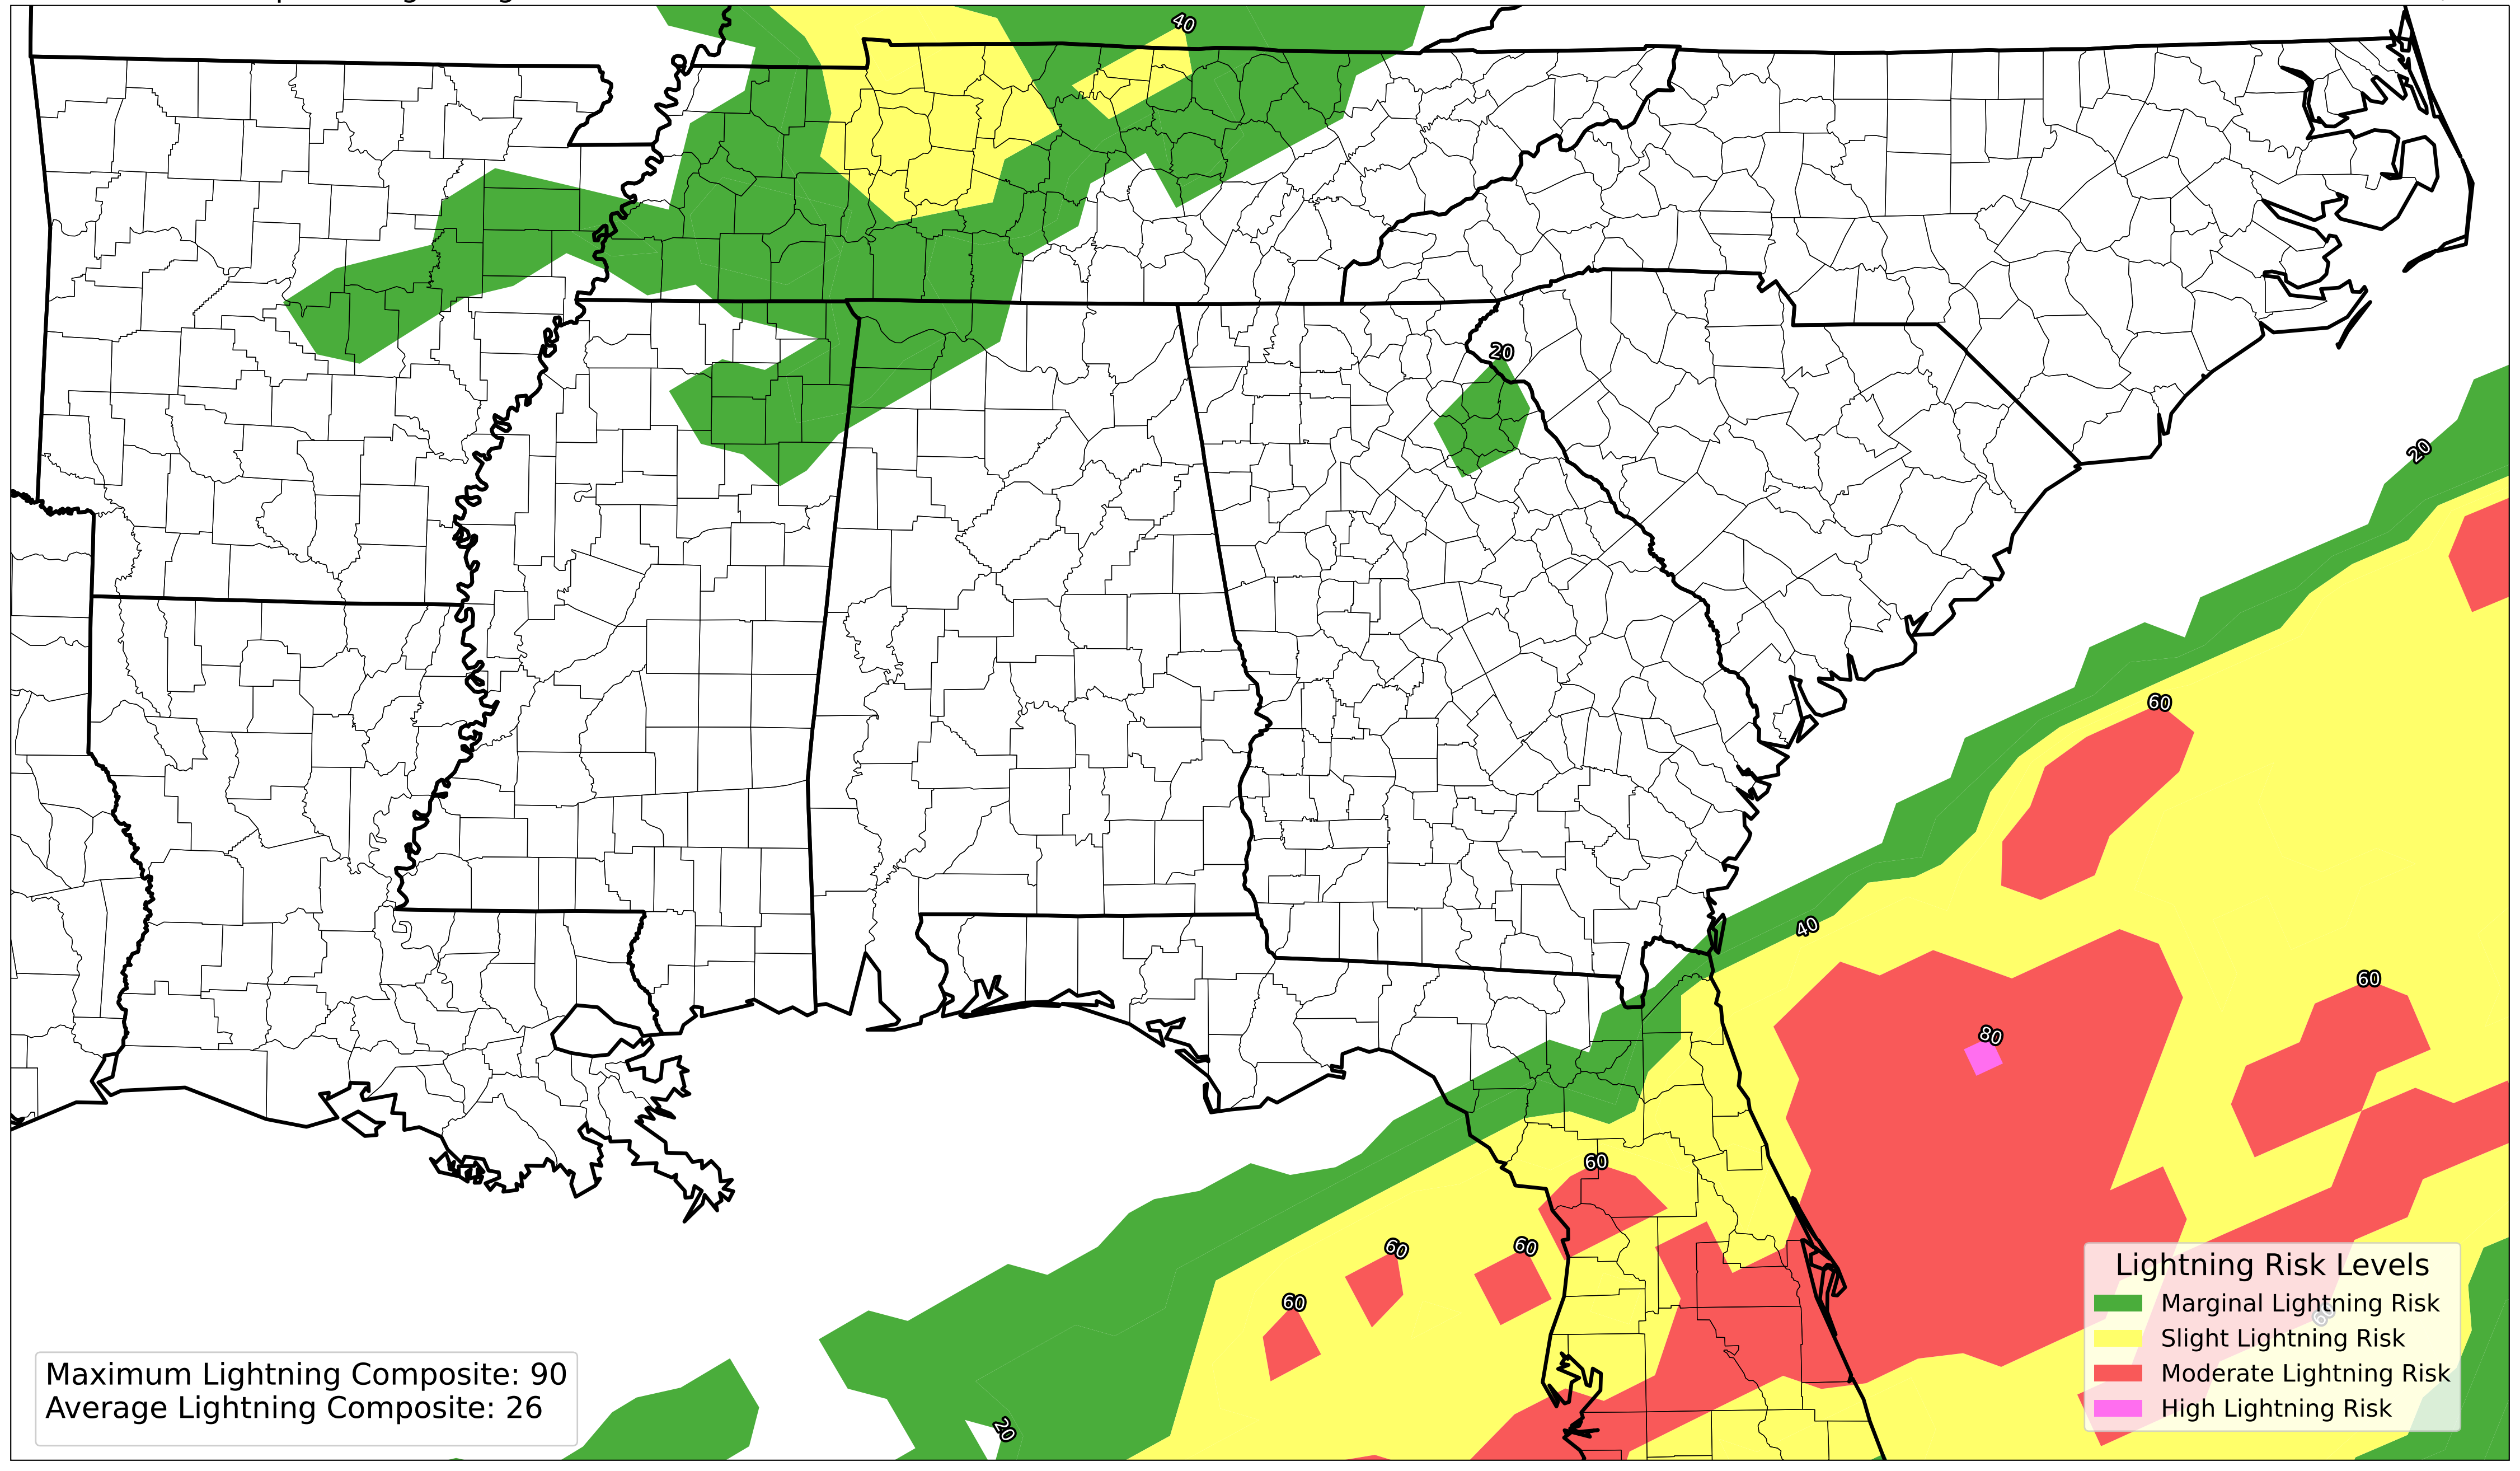 40
20
20
60
40
60
80
60
60
60
60
Lightning Risk Levels
Marginal Lightning Risk
Slight Lightning Risk
Moderate Lightning Risk
High Lightning Risk
Maximum Lightning Composite: 90
Average Lightning Composite: 26
20